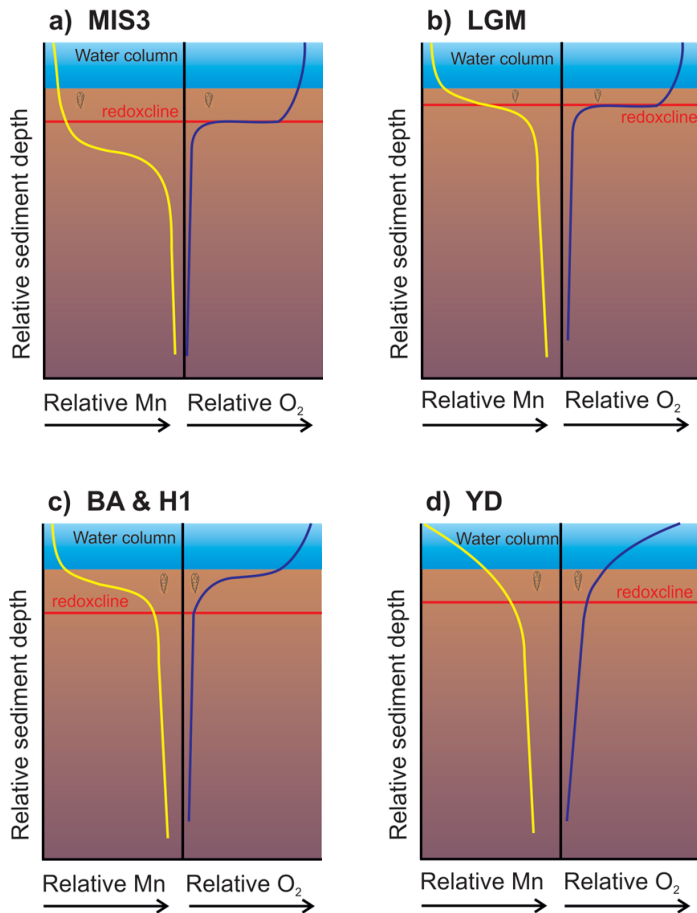 a) MIS3
Water column
redoxcline
Relative sediment depth
Relative Mn
Relative O₂
b) LGM
Water column
redoxcline
Relative sediment depth
Relative Mn
Relative O₂
c) BA & H1
Water column
redoxcline
Relative sediment depth
Relative Mn
Relative O₂
d) YD
Water column
redoxcline
Relative sediment depth
Relative Mn
Relative O₂